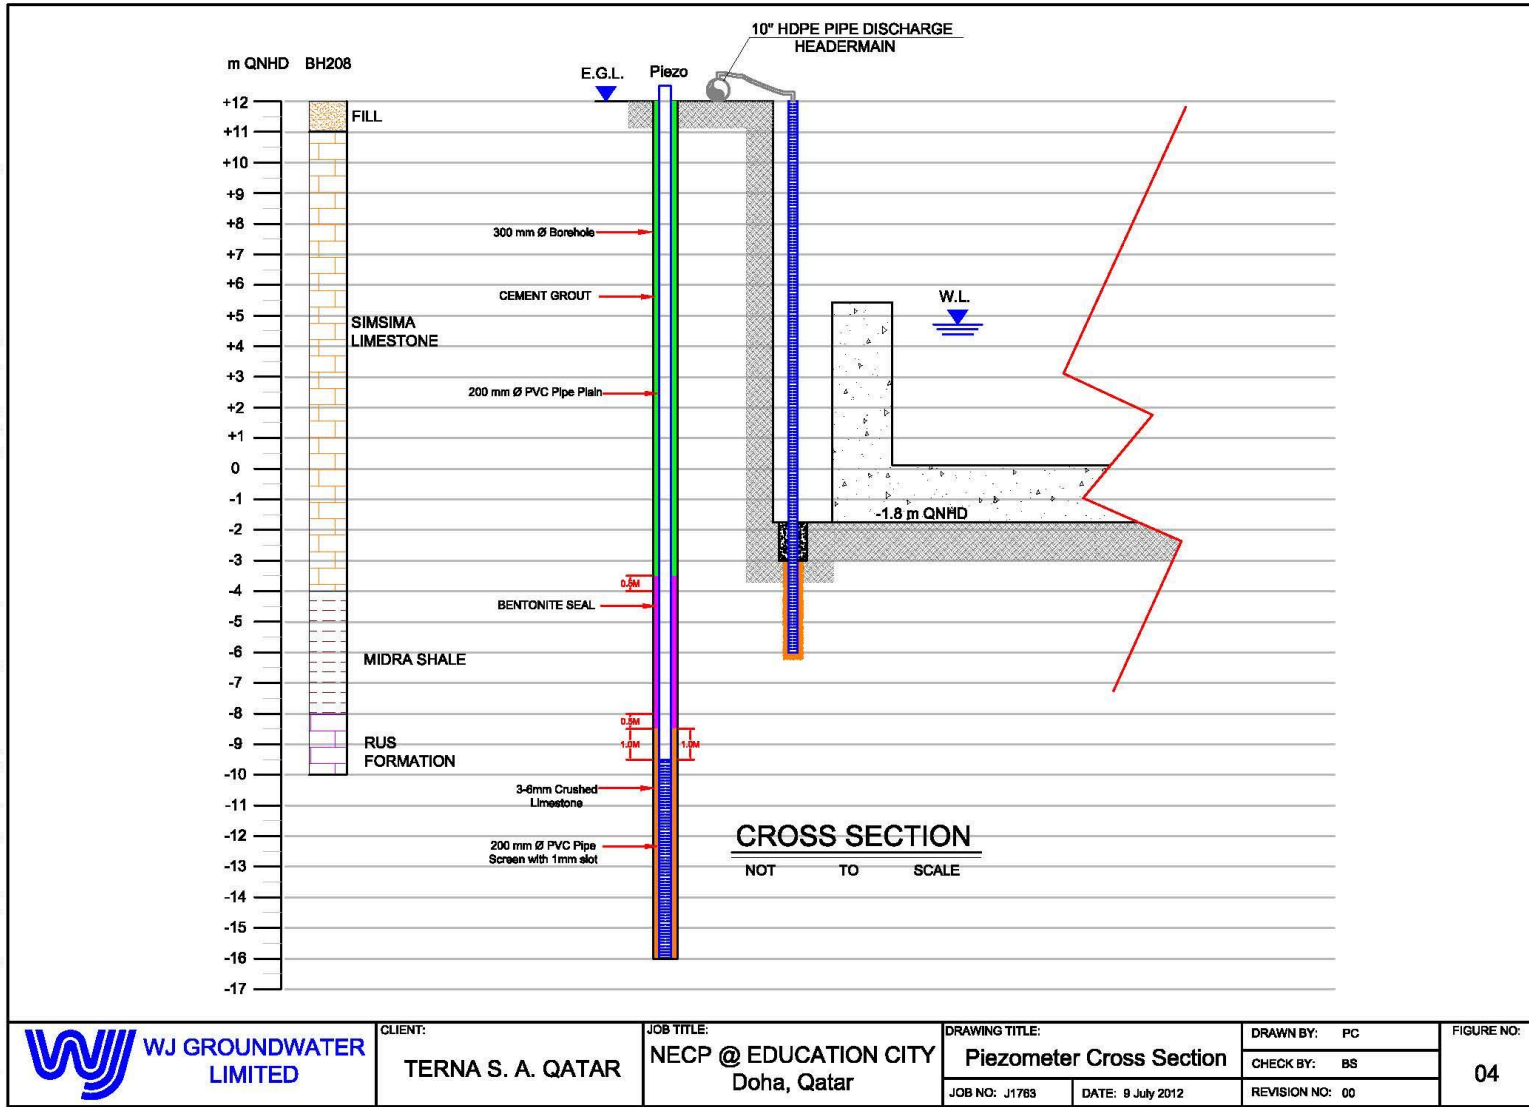 10" HDPE PIPE DISCHARGE
HEADERMAIN
m QNHD BH208
E.G.L. Piezo
+12
FILL
+11
+10
+9
+8
300 mm Ø Borehole
+7
+6
CEMENT GROUT
W.L.
+5
SIMSIMA
LIMESTONE
+4
+3
200 mm Ø PVC Pipe Plain
+2
+1
0
-1
-1.8 m QNHD
-2
-3
0.5M
-4
BENTONITE SEAL
-5
-6
MIDRA SHALE
-7
-8
0.5M
-9
1.0M 1.0M
RUS
FORMATION
-10
3-6mm Crushed
Limestone
-11
-12
CROSS SECTION
200 mm Ø PVC Pipe
Screen with 1mm slot
-13
NOT TO SCALE
-14
-15
-16
-17
WJ
WJ GROUNDWATER
LIMITED
CLIENT:
TERNA S. A. QATAR
JOB TITLE:
NECP @ EDUCATION CITY
Doha, Qatar
DRAWING TITLE:
Piezometer Cross Section
JOB NO: J1763 DATE: 9 July 2012
DRAWN BY: PC
CHECK BY: BS
REVISION NO: 00
FIGURE NO:
04